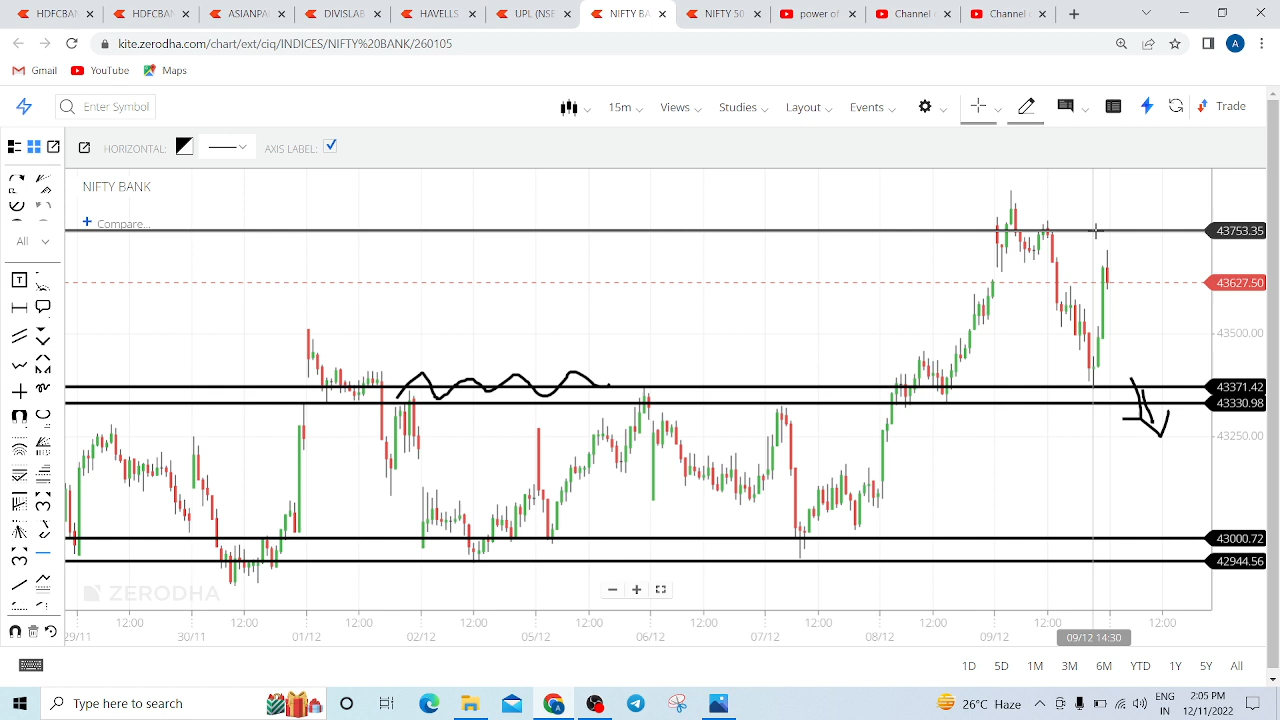 HDFCBAN
HDFCBAN
ASIANPAI
DIVISLAB
HAVELLS
UPL (NSE
NIFTY BA
NIFTY 50
power of
Channel
Channel
kite.zerodha.com/chart/ext/ciq/INDICES/NIFTY%20BANK/260105
A
Gmail
YouTube
Maps
Enter Symbol
15m
Views
Studies
Layout
Events
Trade
HORIZONTAL:
AXIS LABEL:
NIFTY BANK
Compare...
All
T
43753.35
43627.50
43500.00
43371.42
43330.98
43250.00
43000.72
42944.56
ZERODHA
29/11
12:00
30/11
12:00
01/12
12:00
02/12
12:00
05/12
12:00
06/12
12:00
07/12
12:00
08/12
12:00
09/12
12:00
09/12 14:30
12:00
1D
5D
1M
3M
6M
YTD
1Y
5Y
All
Type here to search
26°C Haze
ENG
IN
2:05 PM
12/11/2022